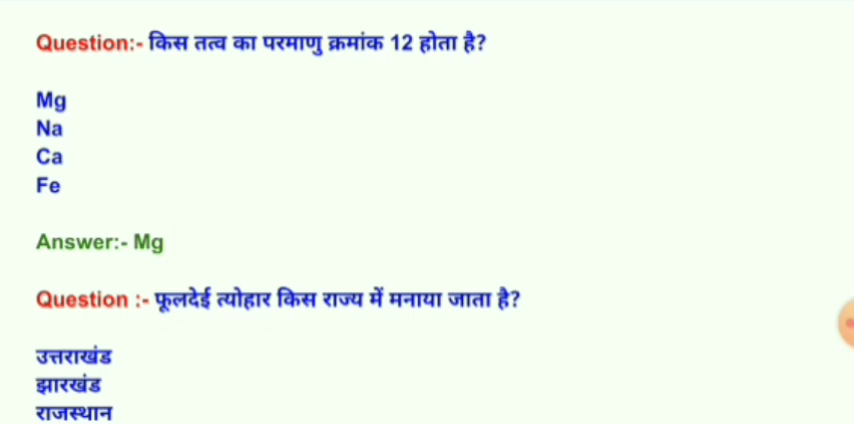 Question:- किस तत्व का परमाणु क्रमांक 12 होता है?
Mg
Na
Ca
Fe
Answer:- Mg
Question :- फूलदेई त्योहार किस राज्य में मनाया जाता है?
उत्तराखंड
झारखंड
राजस्थान